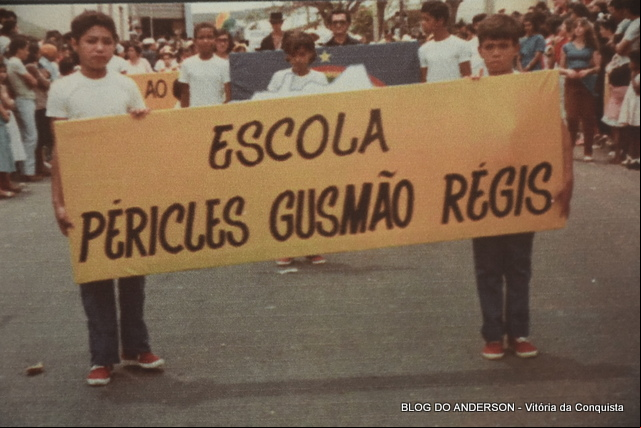 AO
ESCOLA
PÉRICLES GUSMÃO RÉGIS
BLOG DO ANDERSON - Vitória da Conquista